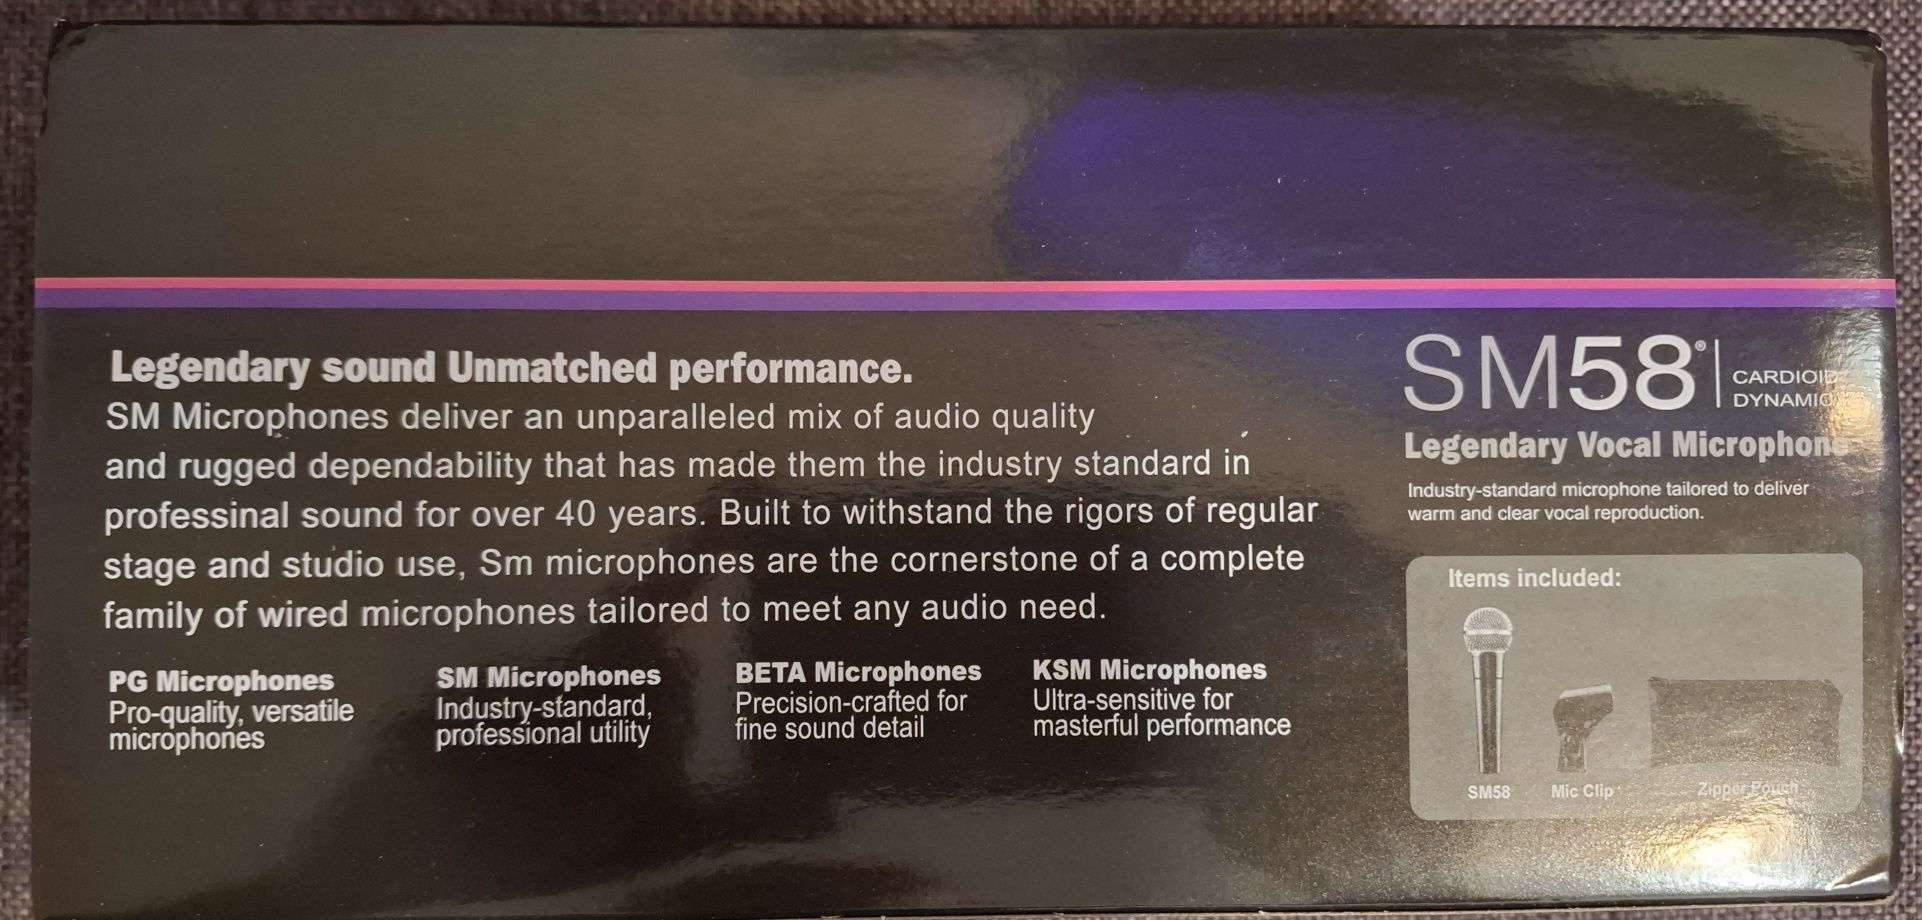 Legendary sound Unmatched performance.
SM Microphones deliver an unparalleled mix of audio quality
and rugged dependability that has made them the industry standard in
professinal sound for over 40 years. Built to withstand the rigors of regular
stage and studio use, Sm microphones are the cornerstone of a complete
family of wired microphones tailored to meet any audio need.
PG Microphones
Pro-quality, versatile
microphones
SM Microphones
Industry-standard,
professional utility
BETA Microphones
Precision-crafted for
fine sound detail
KSM Microphones
Ultra-sensitive for
masterful performance
SM58®
CARDIOID
DYNAMIC
Legendary Vocal Microphone
Industry-standard microphone tailored to deliver
warm and clear vocal reproduction.
Items included:
SM58
Mic Clip
Zipper Pouch